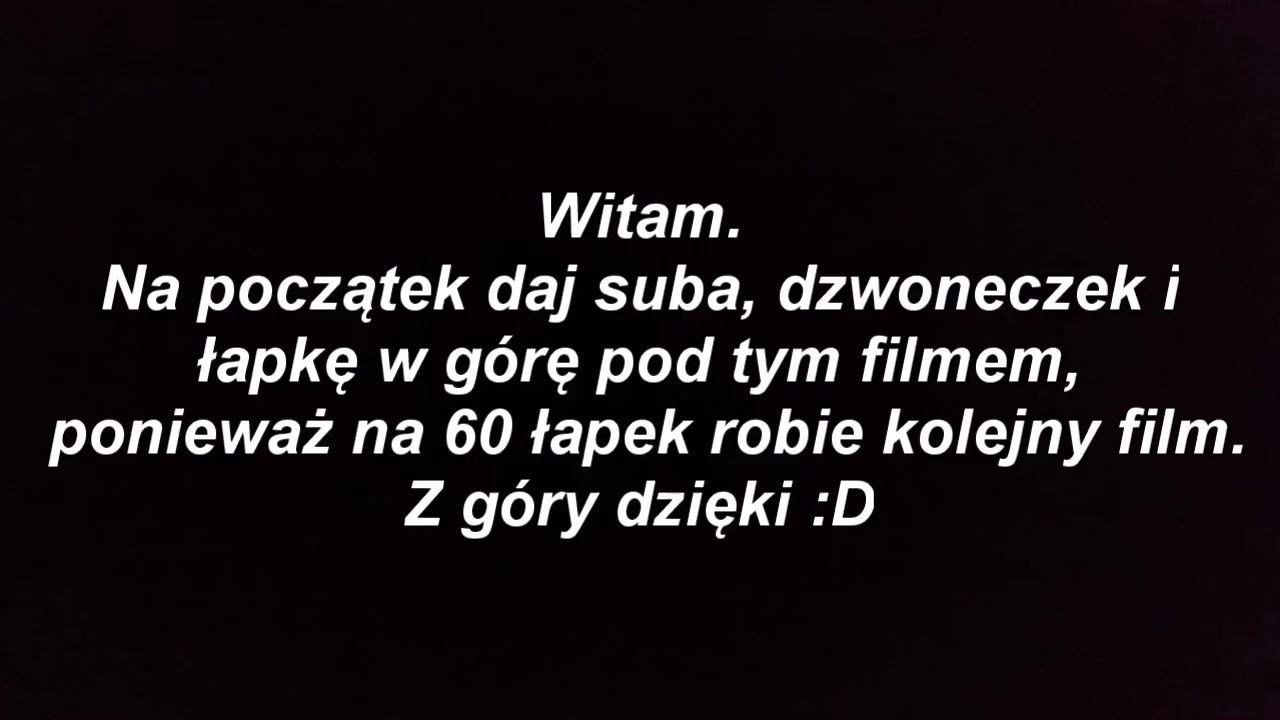 Witam.
Na początek daj suba, dzwoneczek i
łapkę w górę pod tym filmem,
ponieważ na 60 łapek robie kolejny film.
Z góry dzięki :D